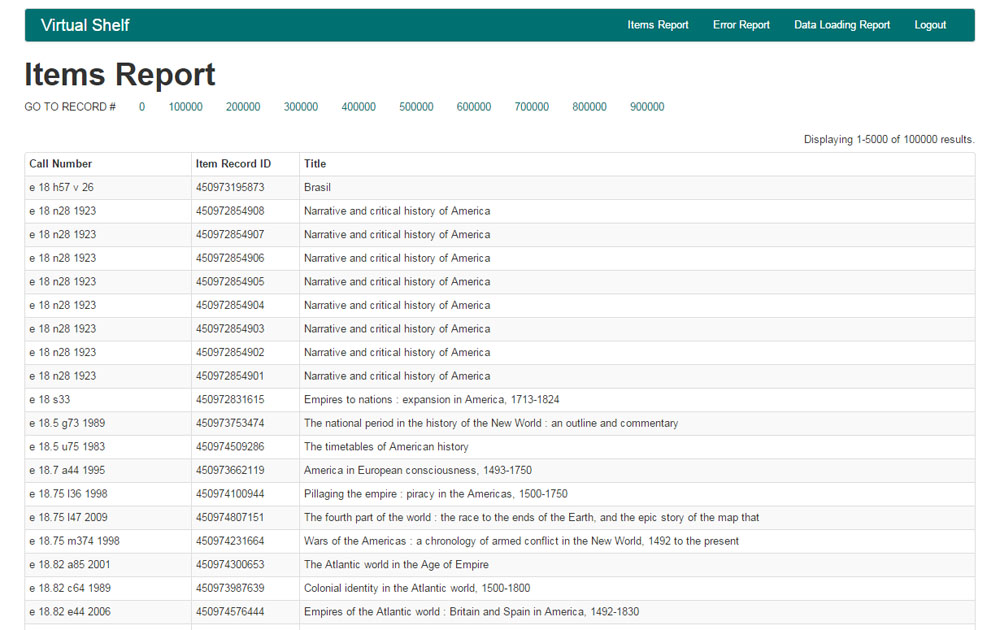 Virtual Shelf Items Report Error Report Data Loading Report Logout
Items Report
GO TO RECORD # 0 100000 200000 300000 400000 500000 600000 700000 800000 900000
Displaying 1-5000 of 100000 results.
Call Number Item Record ID Title
e 18 h57 v 26 450973195873 Brasil
e 18 n28 1923 450972854908 Narrative and critical history of America
e 18 n28 1923 450972854907 Narrative and critical history of America
e 18 n28 1923 450972854906 Narrative and critical history of America
e 18 n28 1923 450972854905 Narrative and critical history of America
e 18 n28 1923 450972854904 Narrative and critical history of America
e 18 n28 1923 450972854903 Narrative and critical history of America
e 18 n28 1923 450972854902 Narrative and critical history of America
e 18 n28 1923 450972854901 Narrative and critical history of America
e 18 s33 450972831615 Empires to nations : expansion in America, 1713-1824
e 18.5 g73 1989 450973753474 The national period in the history of the New World : an outline and commentary
e 18.5 u75 1983 450974509286 The timetables of American history
e 18.7 a44 1995 450973662119 America in European consciousness, 1493-1750
e 18.75 l36 1998 450974100944 Pillaging the empire : piracy in the Americas, 1500-1750
e 18.75 l47 2009 450974807151 The fourth part of the world : the race to the ends of the Earth, and the epic story of the map that
e 18.75 m374 1998 450974231664 Wars of the Americas : a chronology of armed conflict in the New World, 1492 to the present
e 18.82 a85 2001 450974300653 The Atlantic world in the Age of Empire
e 18.82 c64 1989 450973987639 Colonial identity in the Atlantic world, 1500-1800
e 18.82 e44 2006 450974576444 Empires of the Atlantic world : Britain and Spain in America, 1492-1830